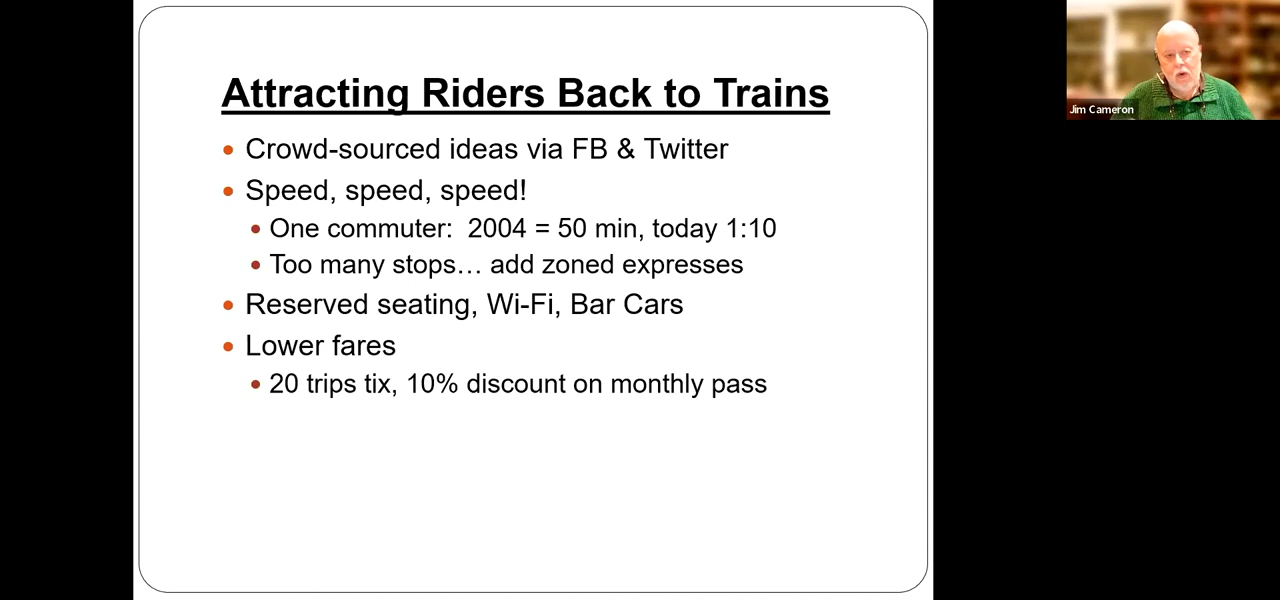 Attracting Riders Back to Trains
Crowd-sourced ideas via FB & Twitter
Speed, speed, speed!
One commuter:  2004 = 50 min, today 1:10
Too many stops… add zoned expresses
Reserved seating, Wi-Fi, Bar Cars
Lower fares
20 trips tix, 10% discount on monthly pass
Jim Cameron